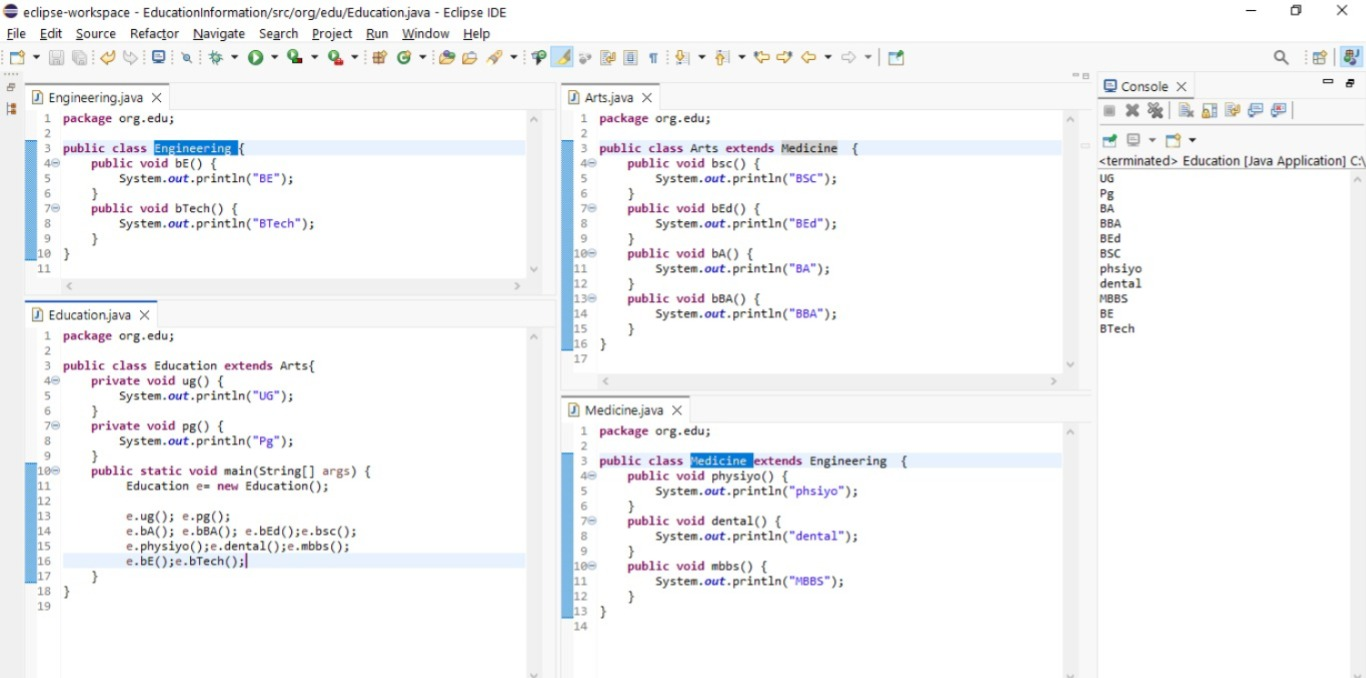 eclipse-workspace - EducationInformation/src/org/edu/Education.java - Eclipse IDE
File Edit Source Refactor Navigate Search Project Run Window Help
Engineering.java
1 package org.edu;
2
3 public class Engineering {
4 public void bE() {
5 System.out.println("BE");
6 }
7 public void bTech() {
8 System.out.println("BTech");
9 }
10 }
11
Education.java
1 package org.edu;
2
3 public class Education extends Arts{
4 private void ug() {
5 System.out.println("UG");
6 }
7 private void pg() {
8 System.out.println("Pg");
9 }
10 public static void main(String[] args) {
11 Education e= new Education();
12
13 e.ug(); e.pg();
14 e.bA(); e.bBA(); e.bEd();e.bsc();
15 e.physiyo();e.dental();e.mbbs();
16 e.bE();e.bTech();
17 }
18 }
19
Arts.java
1 package org.edu;
2
3 public class Arts extends Medicine {
4 public void bsc() {
5 System.out.println("BSC");
6 }
7 public void bEd() {
8 System.out.println("BEd");
9 }
10 public void bA() {
11 System.out.println("BA");
12 }
13 public void bBA() {
14 System.out.println("BBA");
15 }
16 }
17
Medicine.java
1 package org.edu;
2
3 public class Medicine extends Engineering {
4 public void physiyo() {
5 System.out.println("phsiyo");
6 }
7 public void dental() {
8 System.out.println("dental");
9 }
10 public void mbbs() {
11 System.out.println("MBBS");
12 }
13 }
14
Console
<terminated> Education [Java Application] C:\
UG
Pg
BA
BBA
BEd
BSC
phsiyo
dental
MBBS
BE
BTech